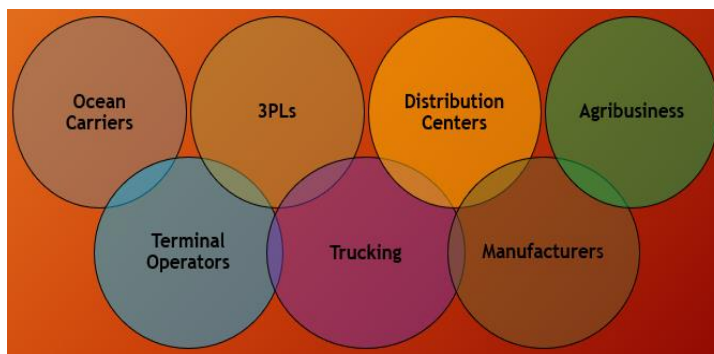 Ocean
Carriers
3PLs
Distribution
Centers
Agribusiness
Terminal
Operators
Trucking
Manufacturers